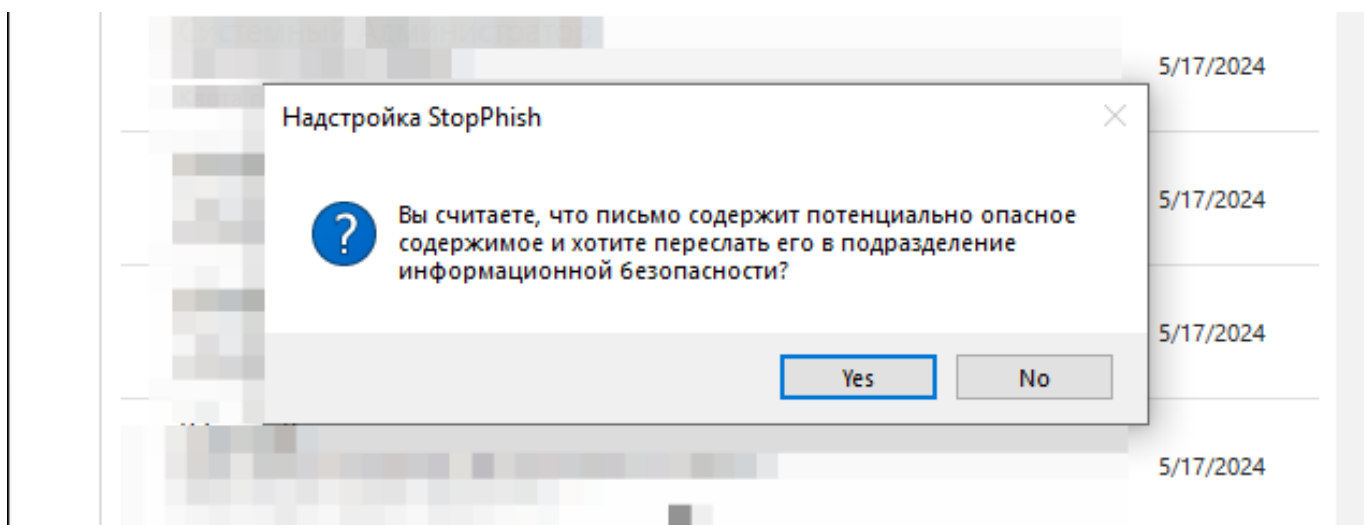 5/17/2024
Надстройка StopPhish
5/17/2024
Вы считаете, что письмо содержит потенциально опасное
содержимое и хотите переслать его в подразделение
информационной безопасности?
5/17/2024
Yes
No
5/17/2024